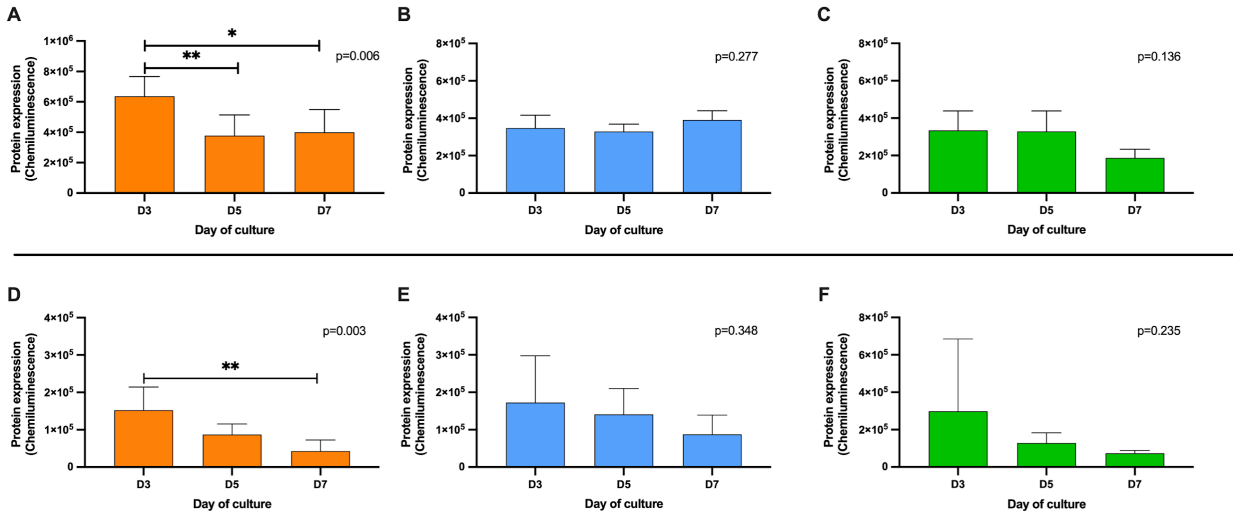 A
Protein expression
(Chemiluminescence)
1×10⁶
8×10⁵
6×10⁵
4×10⁵
2×10⁵
0
*
**
p=0.006
D3 D5 D7
Day of culture
B
Protein expression
(Chemiluminescence)
8×10⁵
6×10⁵
4×10⁵
2×10⁵
0
p=0.277
D3 D5 D7
Day of culture
C
Protein expression
(Chemiluminescence)
8×10⁵
6×10⁵
4×10⁵
2×10⁵
0
p=0.136
D3 D5 D7
Day of culture
D
Protein expression
(Chemiluminescence)
4×10⁵
3×10⁵
2×10⁵
1×10⁵
0
p=0.003
**
D3 D5 D7
Day of culture
E
Protein expression
(Chemiluminescence)
4×10⁵
3×10⁵
2×10⁵
1×10⁵
0
p=0.348
D3 D5 D7
Day of culture
F
Protein expression
(Chemiluminescence)
8×10⁵
6×10⁵
4×10⁵
2×10⁵
0
p=0.235
D3 D5 D7
Day of culture